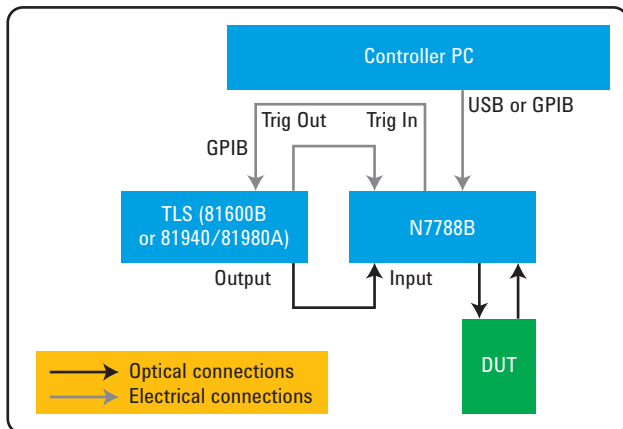 Controller PC
USB or GPIB
Trig Out
Trig In
GPIB
TLS (81600B
or 81940/81980A)
N7788B
Output
Input
DUT
Optical connections
Electrical connections